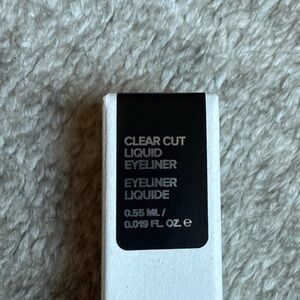 CLEAR CUT
LIQUID
EYELINER
EYELINER
LIQUIDE
0.55 ML /
0.019 FL. OZ. ℮